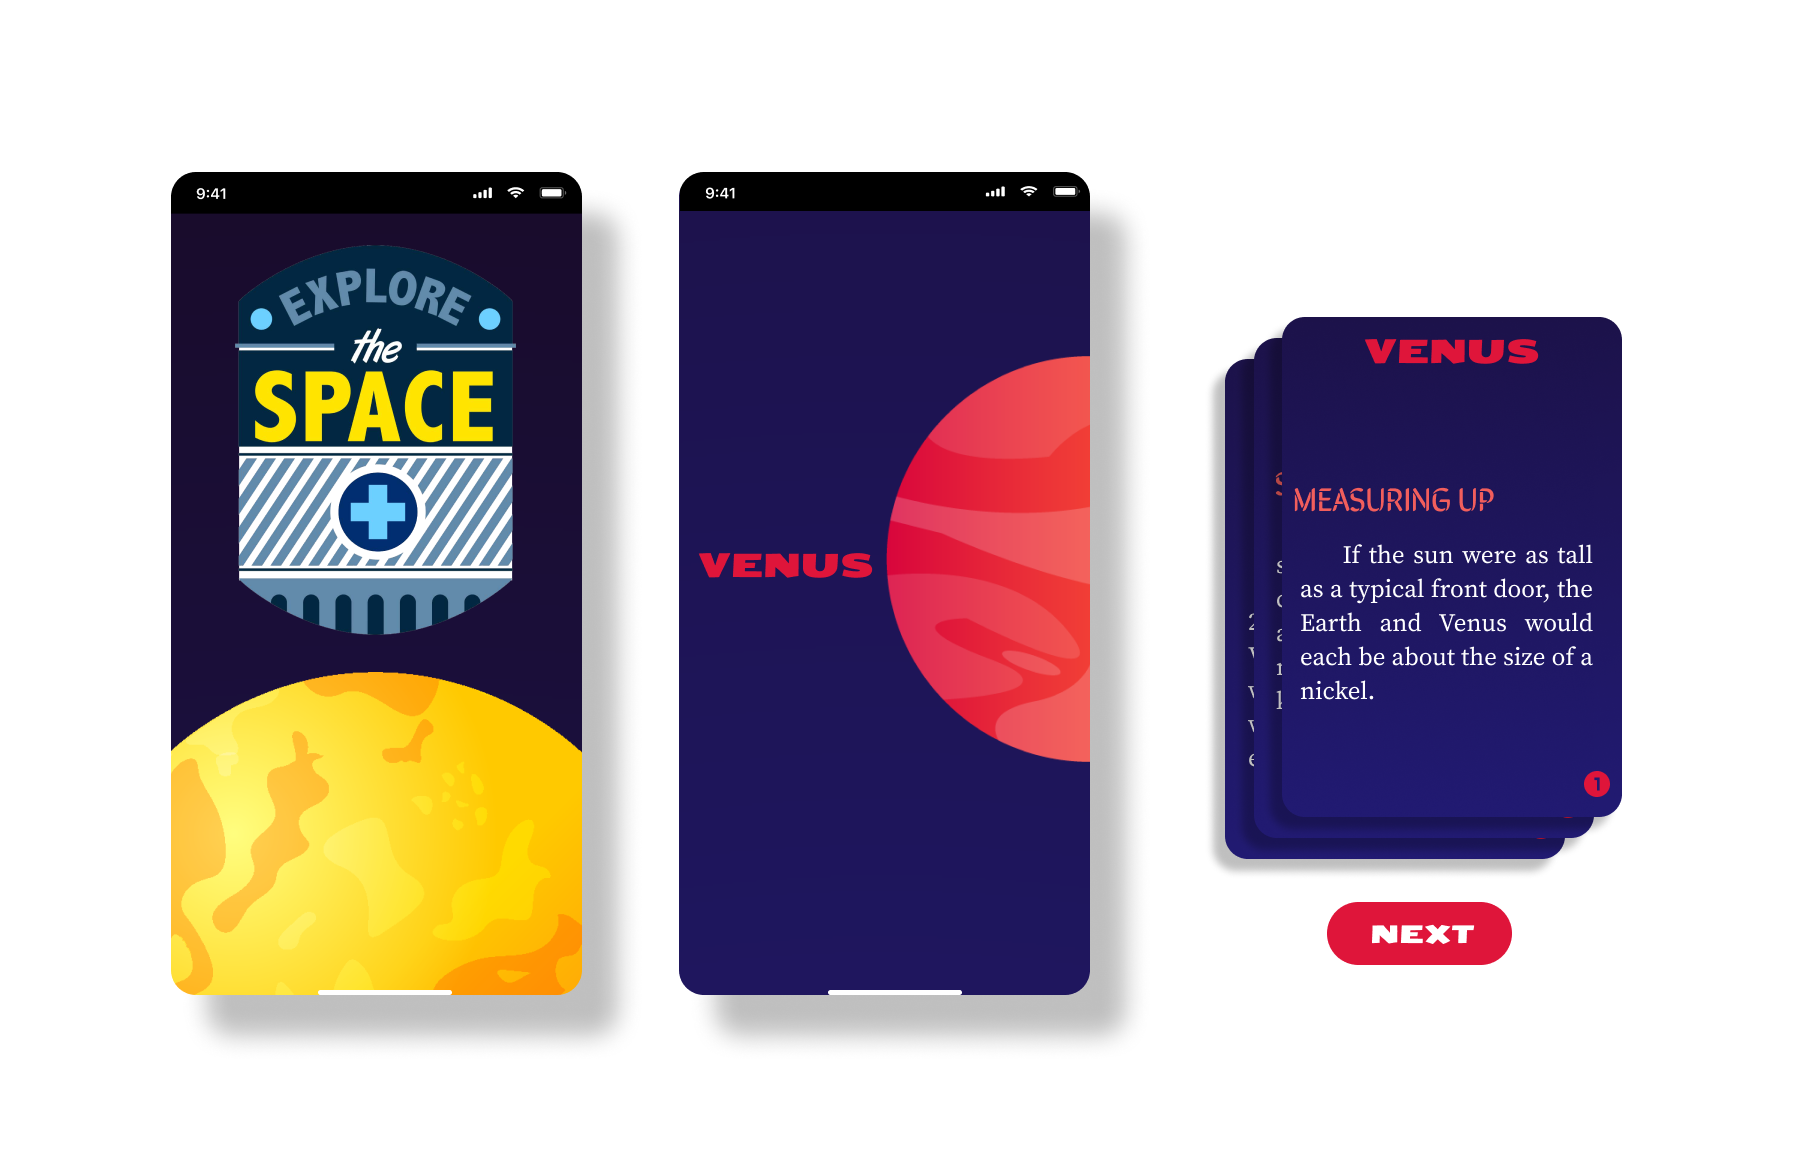 9:41
EXPLORE
the
SPACE
9:41
VENUS
VENUS
MEASURING UP
If the sun were as tall
as a typical front door, the
Earth and Venus would
each be about the size of a
nickel.
1
NEXT